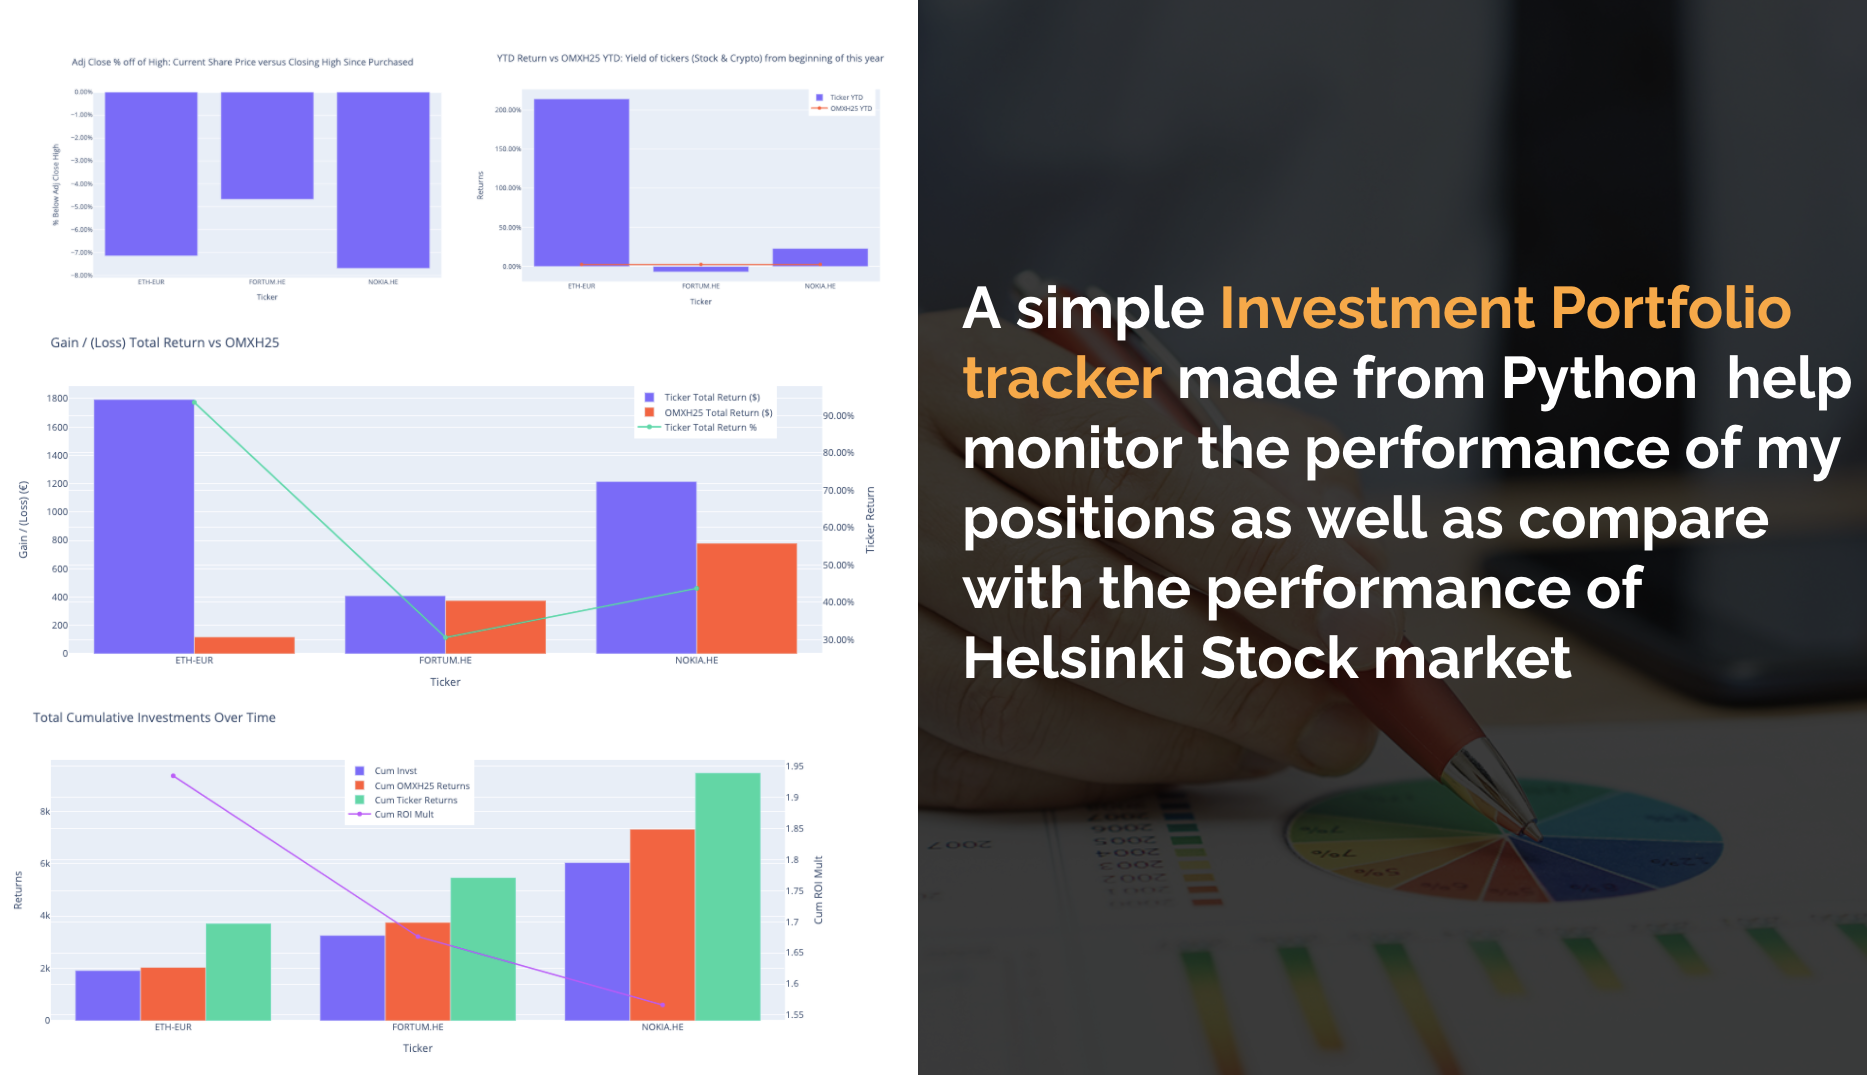 Adj Close % off of High: Current Share Price versus Closing High Since Purchased
0.00%
−1.00%
−2.00%
−3.00%
−4.00%
−5.00%
−6.00%
−7.00%
−8.00%
% Below Adj Close High
ETH-EUR
FORTUM.HE
NOKIA.HE
Ticker
YTD Return vs OMXH25 YTD: Yield of tickers (Stock & Crypto) from beginning of this year
Ticker YTD
OMXH25 YTD
200.00%
150.00%
100.00%
50.00%
0.00%
Returns
ETH-EUR
FORTUM.HE
NOKIA.HE
Ticker
Gain / (Loss) Total Return vs OMXH25
Ticker Total Return ($)
OMXH25 Total Return ($)
Ticker Total Return %
1800
1600
1400
1200
1000
800
600
400
200
0
Gain / (Loss) (€)
90.00%
80.00%
70.00%
60.00%
50.00%
40.00%
30.00%
Ticker Return
ETH-EUR
FORTUM.HE
NOKIA.HE
Ticker
Total Cumulative Investments Over Time
Cum Invst
Cum OMXH25 Returns
Cum Ticker Returns
Cum ROI Mult
8k
6k
4k
2k
0
Returns
1.95
1.9
1.85
1.8
1.75
1.7
1.65
1.6
1.55
Cum ROI Mult
ETH-EUR
FORTUM.HE
NOKIA.HE
Ticker
A simple Investment Portfolio
tracker made from Python  help
monitor the performance of my
positions as well as compare
with the performance of
Helsinki Stock market
2007
2006
2005
2004
2003
2007
7%
7%
5%